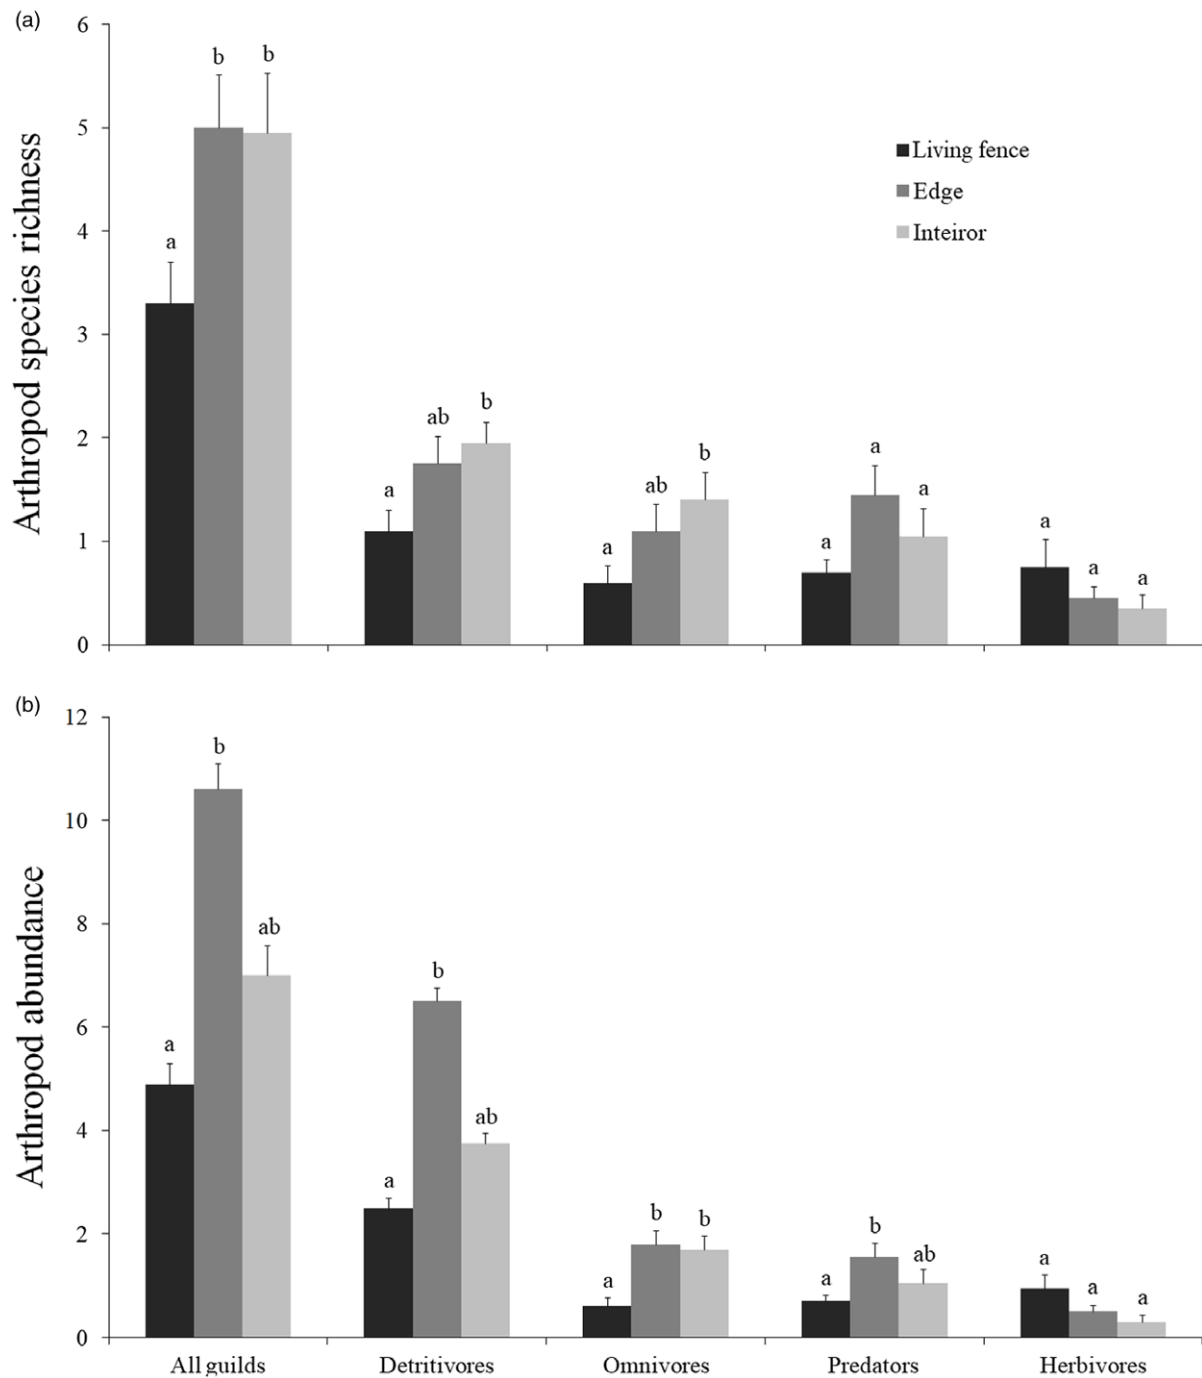 (a)
Arthropod species richness
6
5
4
3
2
1
0
a b b
a ab b
a ab b
a a a
a a a
Living fence
Edge
Inteiror
(b)
Arthropod abundance
12
10
8
6
4
2
0
a b ab
a b ab
a b b
a b ab
a a a
All guilds Detritivores Omnivores Predators Herbivores